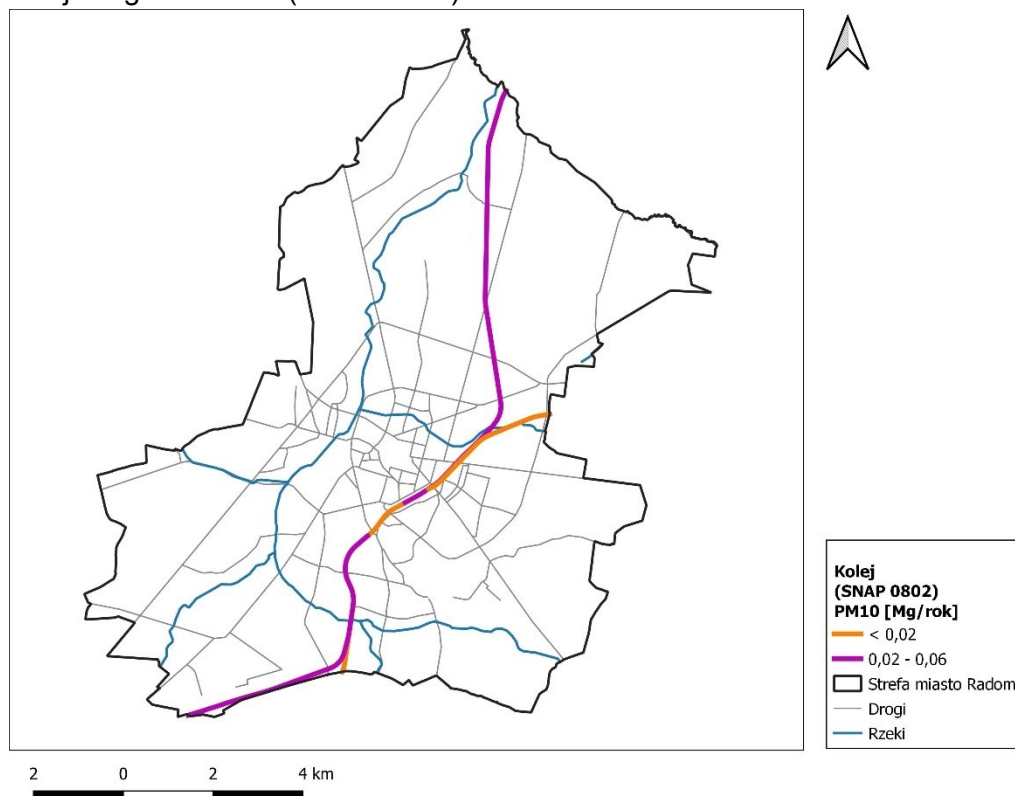 Kolej
(SNAP 0802)
PM10 [Mg/rok]
< 0,02
0,02 - 0,06
Strefa miasto Radom
Drogi
Rzeki
2 0 2 4 km